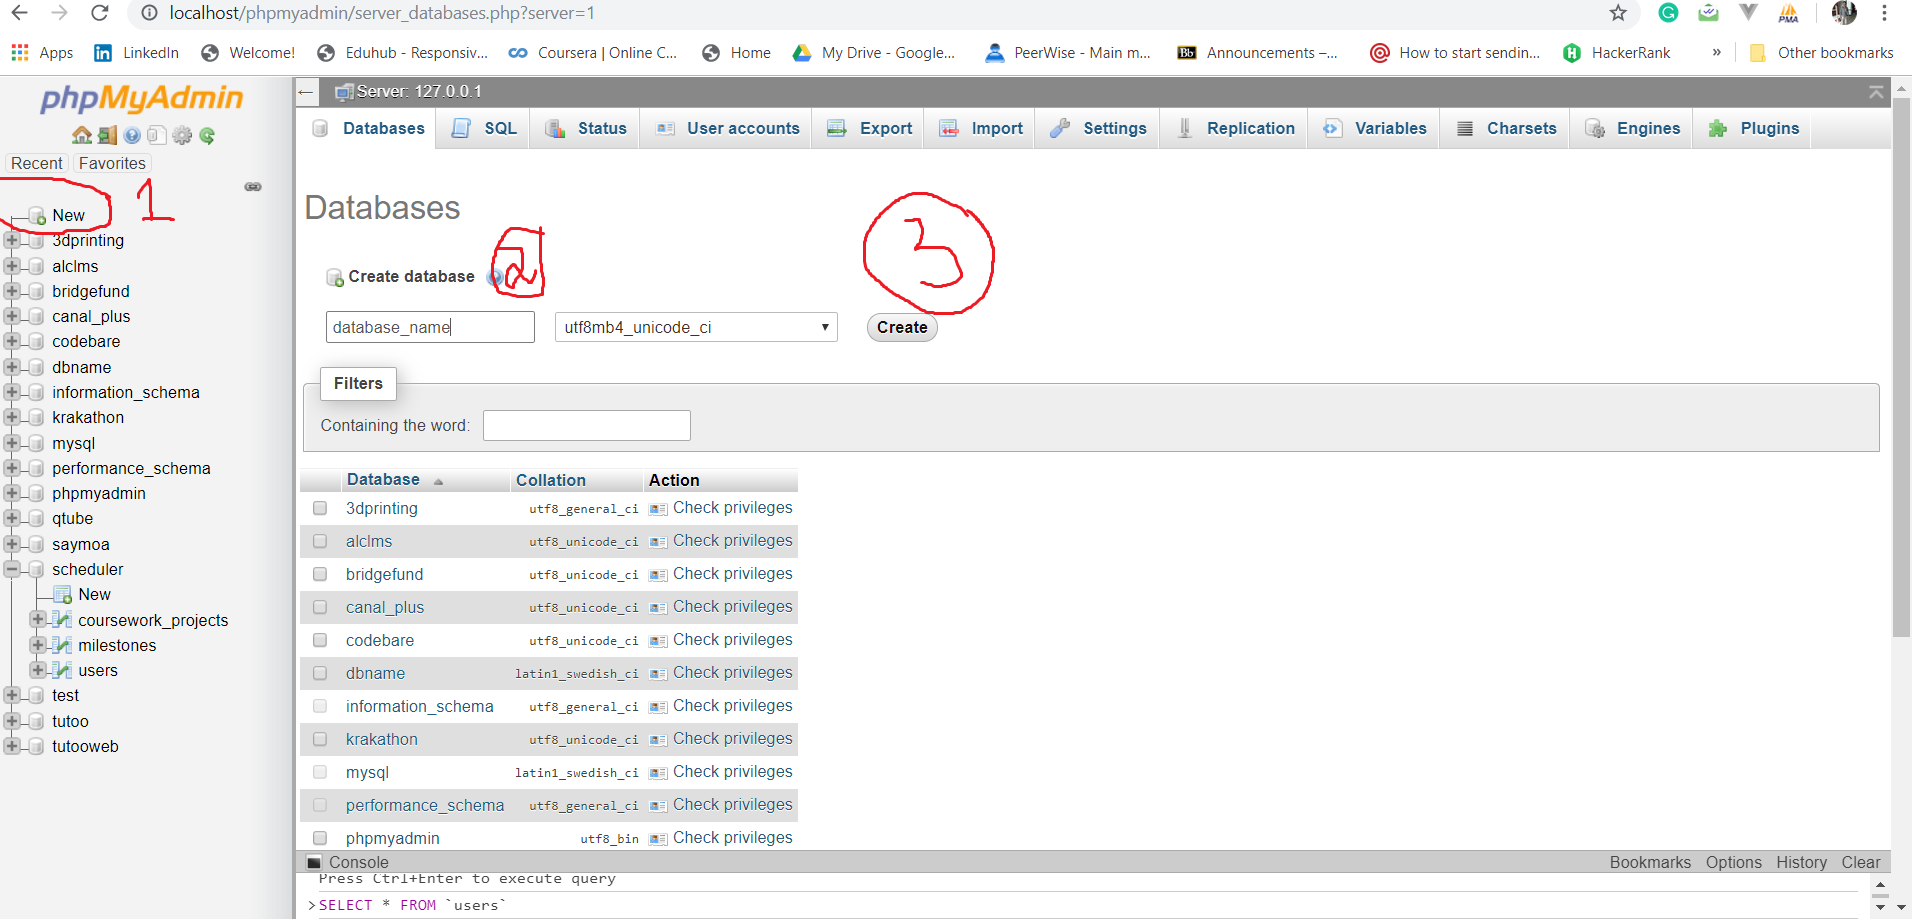 localhost/phpmyadmin/server_databases.php?server=1
Apps LinkedIn Welcome! Eduhub - Responsiv... Coursera | Online C... Home My Drive - Google... PeerWise - Main m... Bb Announcements –... How to start sendin... HackerRank » Other bookmarks
phpMyAdmin
Recent Favorites
1
New
3dprinting
alclms
bridgefund
canal_plus
codebare
dbname
information_schema
krakathon
mysql
performance_schema
phpmyadmin
qtube
saymoa
scheduler
New
coursework_projects
milestones
users
test
tutoo
tutooweb
Server: 127.0.0.1
Databases SQL Status User accounts Export Import Settings Replication Variables Charsets Engines Plugins
Databases
Create database 2 3
database_name utf8mb4_unicode_ci Create
Filters
Containing the word:
Database Collation Action
3dprinting utf8_general_ci Check privileges
alclms utf8_unicode_ci Check privileges
bridgefund utf8_unicode_ci Check privileges
canal_plus utf8_unicode_ci Check privileges
codebare utf8_unicode_ci Check privileges
dbname latin1_swedish_ci Check privileges
information_schema utf8_general_ci Check privileges
krakathon utf8_unicode_ci Check privileges
mysql latin1_swedish_ci Check privileges
performance_schema utf8_general_ci Check privileges
phpmyadmin utf8_bin Check privileges
Console Bookmarks Options History Clear
Press Ctrl+Enter to execute query
>SELECT * FROM `users`
PMA